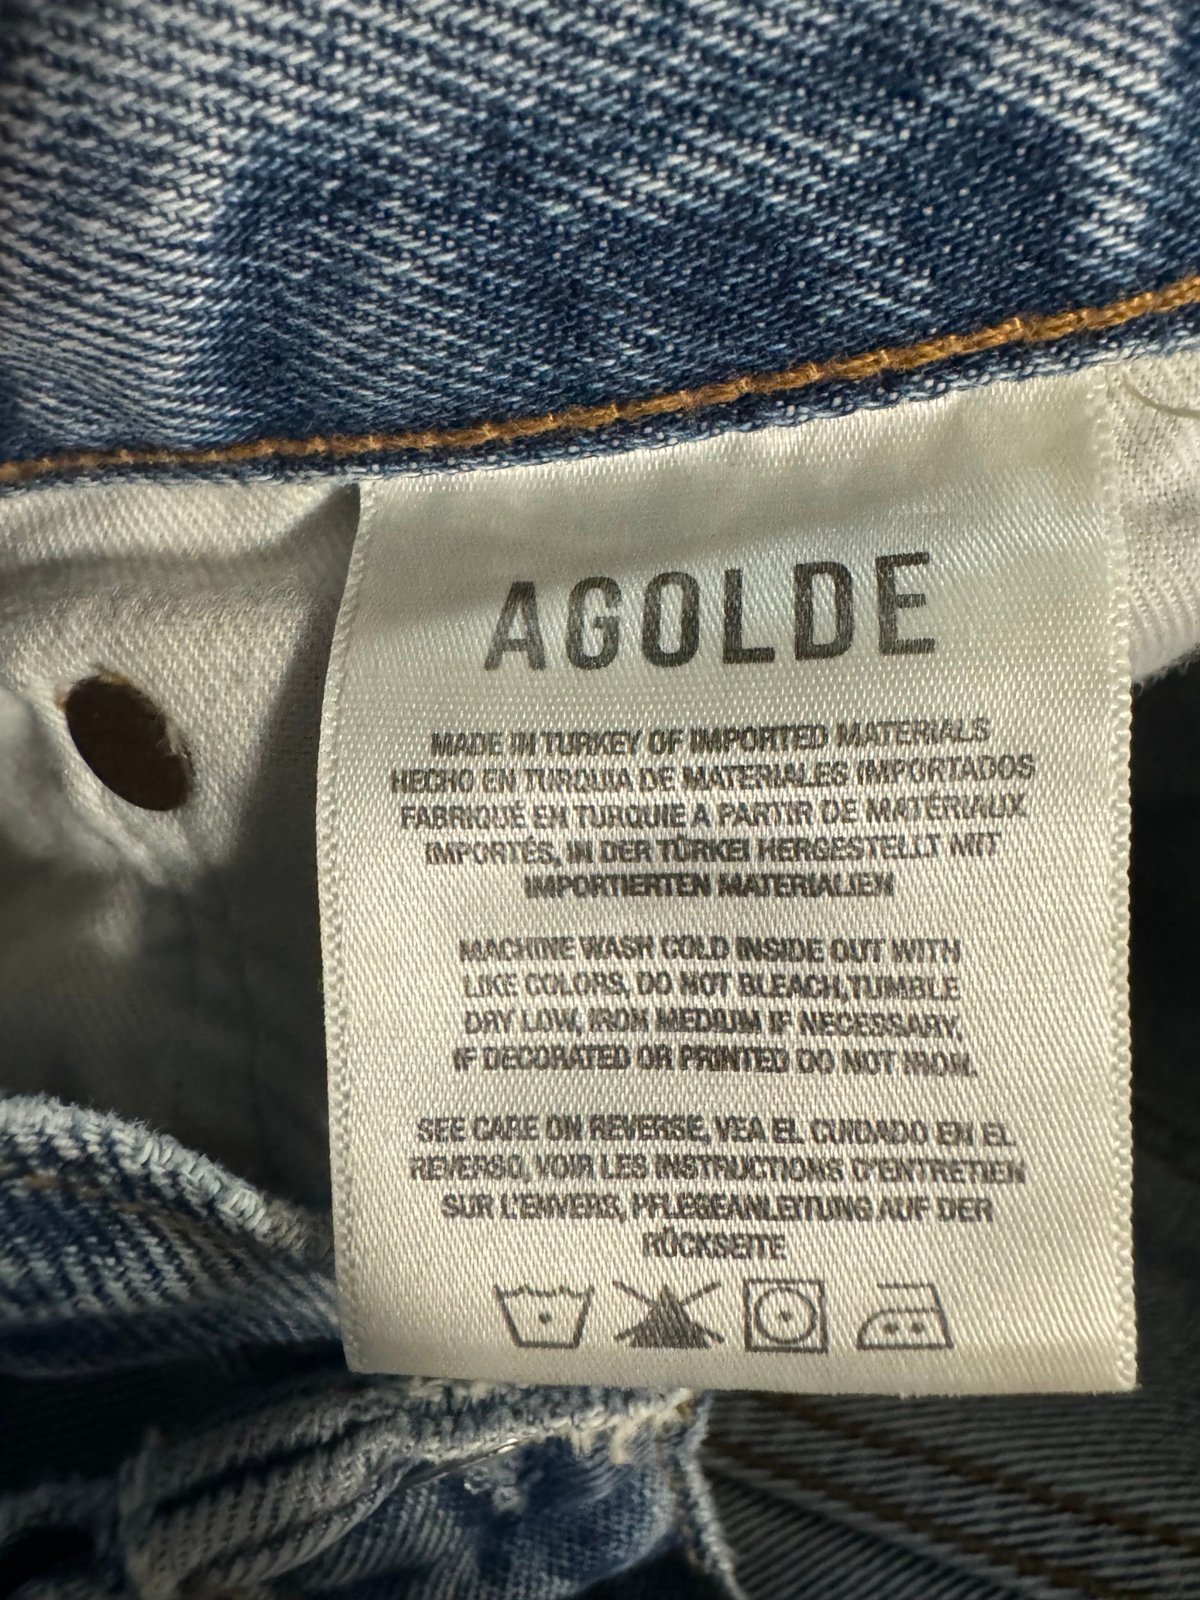 AGOLDE
MADE IN TURKEY OF IMPORTED MATERIALS
HECHO EN TURQUIA DE MATERIALES IMPORTADOS
FABRIQUÉ EN TURQUIE A PARTIR DE MATÉRIAUX
IMPORTÉS, IN DER TÜRKEI HERGESTELLT MIT
IMPORTIERTEN MATERIALIEN
MACHINE WASH COLD INSIDE OUT WITH
LIKE COLORS, DO NOT BLEACH,TUMBLE
DRY LOW, IRON MEDIUM IF NECESSARY,
IF DECORATED OR PRINTED DO NOT IRON.
SEE CARE ON REVERSE, VEA EL CUIDADO EN EL
REVERSO, VOIR LES INSTRUCTIONS D'ENTRETIEN
SUR L'ENVERS, PFLEGEANLEITUNG AUF DER
RÜCKSEITE